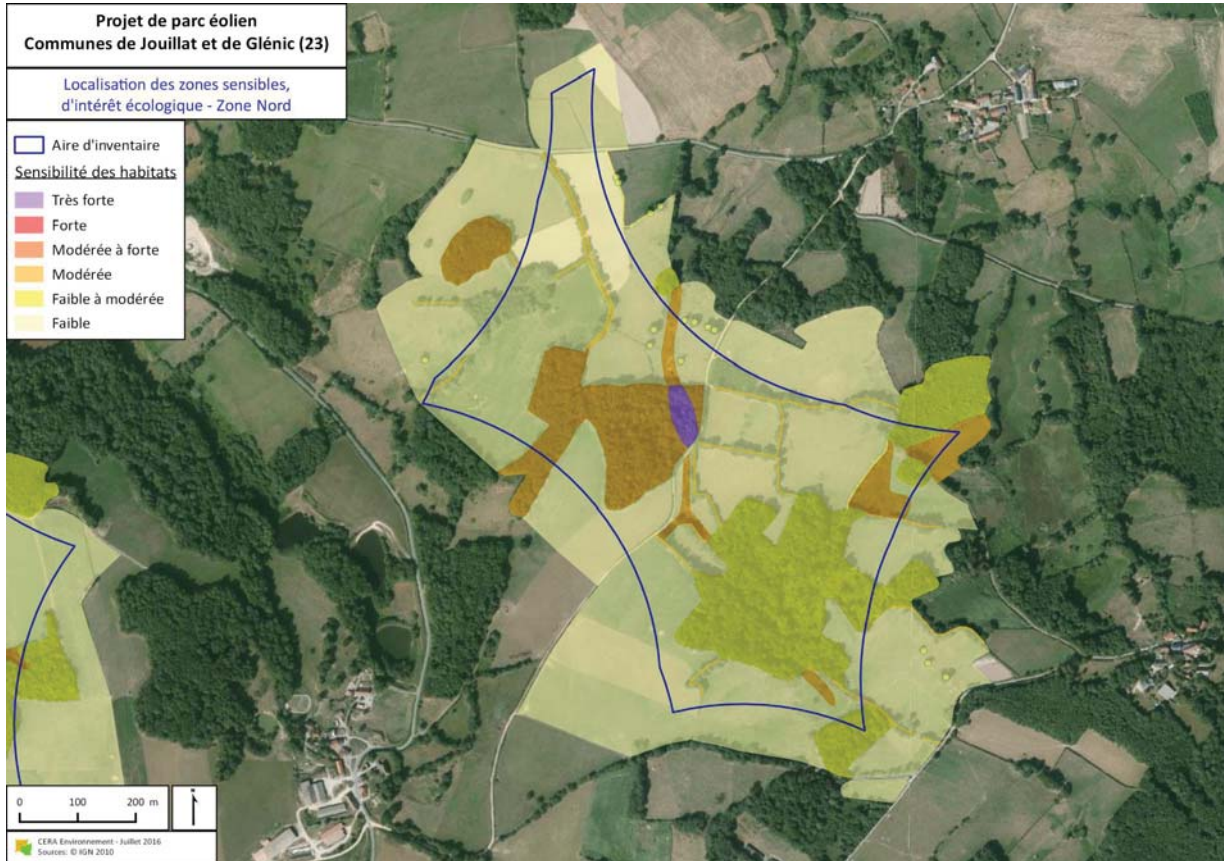 Projet de parc éolien
Communes de Jouillat et de Glénic (23)
Localisation des zones sensibles,
d'intérêt écologique - Zone Nord
Aire d'inventaire
Sensibilité des habitats
Très forte
Forte
Modérée à forte
Modérée
Faible à modérée
Faible
0 100 200 m
N
CERA Environnement - Juillet 2016
Sources: © IGN 2010